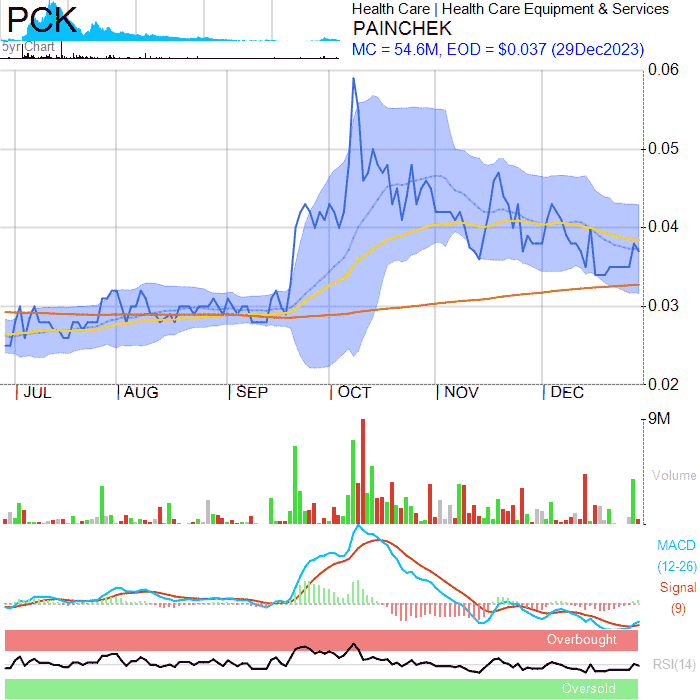 PCK
5yr Chart
Health Care | Health Care Equipment & Services
PAINCHEK
MC = 54.6M, EOD = $0.037 (29Dec2023)
0.06
0.05
0.04
0.03
0.02
JUL AUG SEP OCT NOV DEC
9M
Volume
MACD
(12-26)
Signal
(9)
Overbought
RSI(14)
Oversold